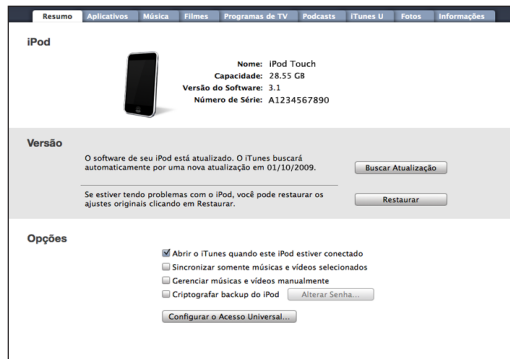 Resumo Aplicativos Música Filmes Programas de TV Podcasts iTunes U Fotos Informações
iPod
Nome: iPod Touch
Capacidade: 28.55 GB
Versão do Software: 3.1
Número de Série: A1234567890
Versão
O software de seu iPod está atualizado. O iTunes buscará
automaticamente por uma nova atualização em 01/10/2009.
Buscar Atualização
Se estiver tendo problemas com o iPod, você pode restaurar os
ajustes originais clicando em Restaurar.
Restaurar
Opções
Abrir o iTunes quando este iPod estiver conectado
Sincronizar somente músicas e vídeos selecionados
Gerenciar músicas e vídeos manualmente
Criptografar backup do iPod Alterar Senha...
Configurar o Acesso Universal...